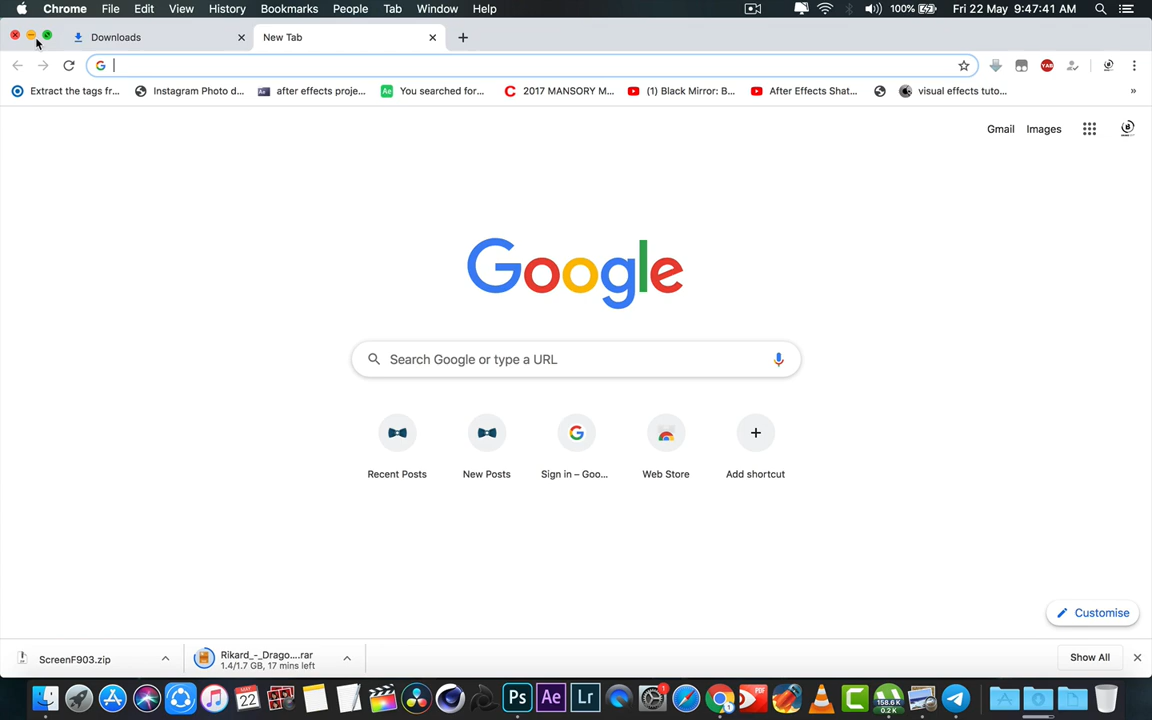 Chrome File Edit View History Bookmarks People Tab Window Help 100% Fri 22 May 9:47:41 AM
Downloads New Tab
Extract the tags fr... Instagram Photo d... after effects proje... You searched for... 2017 MANSORY M... (1) Black Mirror: B... After Effects Shat... visual effects tuto... »
Gmail Images
Google
Search Google or type a URL
Recent Posts New Posts Sign in – Goo... Web Store Add shortcut
Customise
ScreenF903.zip
Rikard_-_Drago....rar
1.4/1.7 GB, 17 mins left
Show All
Ps Ae Lr